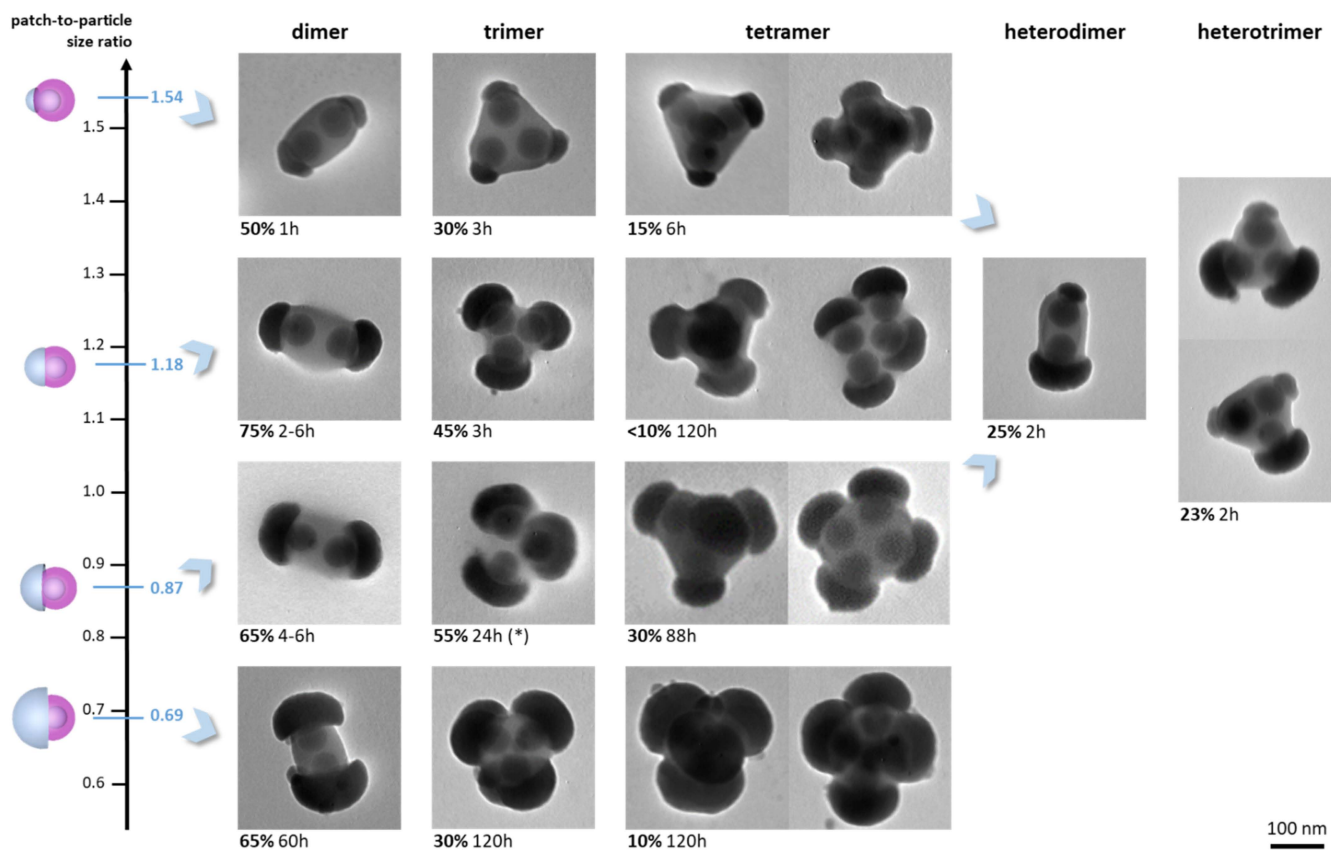 patch-to-particle
size ratio
dimer
trimer
tetramer
heterodimer
heterotrimer
1.54
1.5
1.4
50% 1h
30% 3h
15% 6h
1.3
1.2
1.18
1.1
75% 2-6h
45% 3h
<10% 120h
25% 2h
1.0
0.9
0.87
0.8
65% 4-6h
55% 24h (*)
30% 88h
23% 2h
0.7
0.69
0.6
65% 60h
30% 120h
10% 120h
100 nm